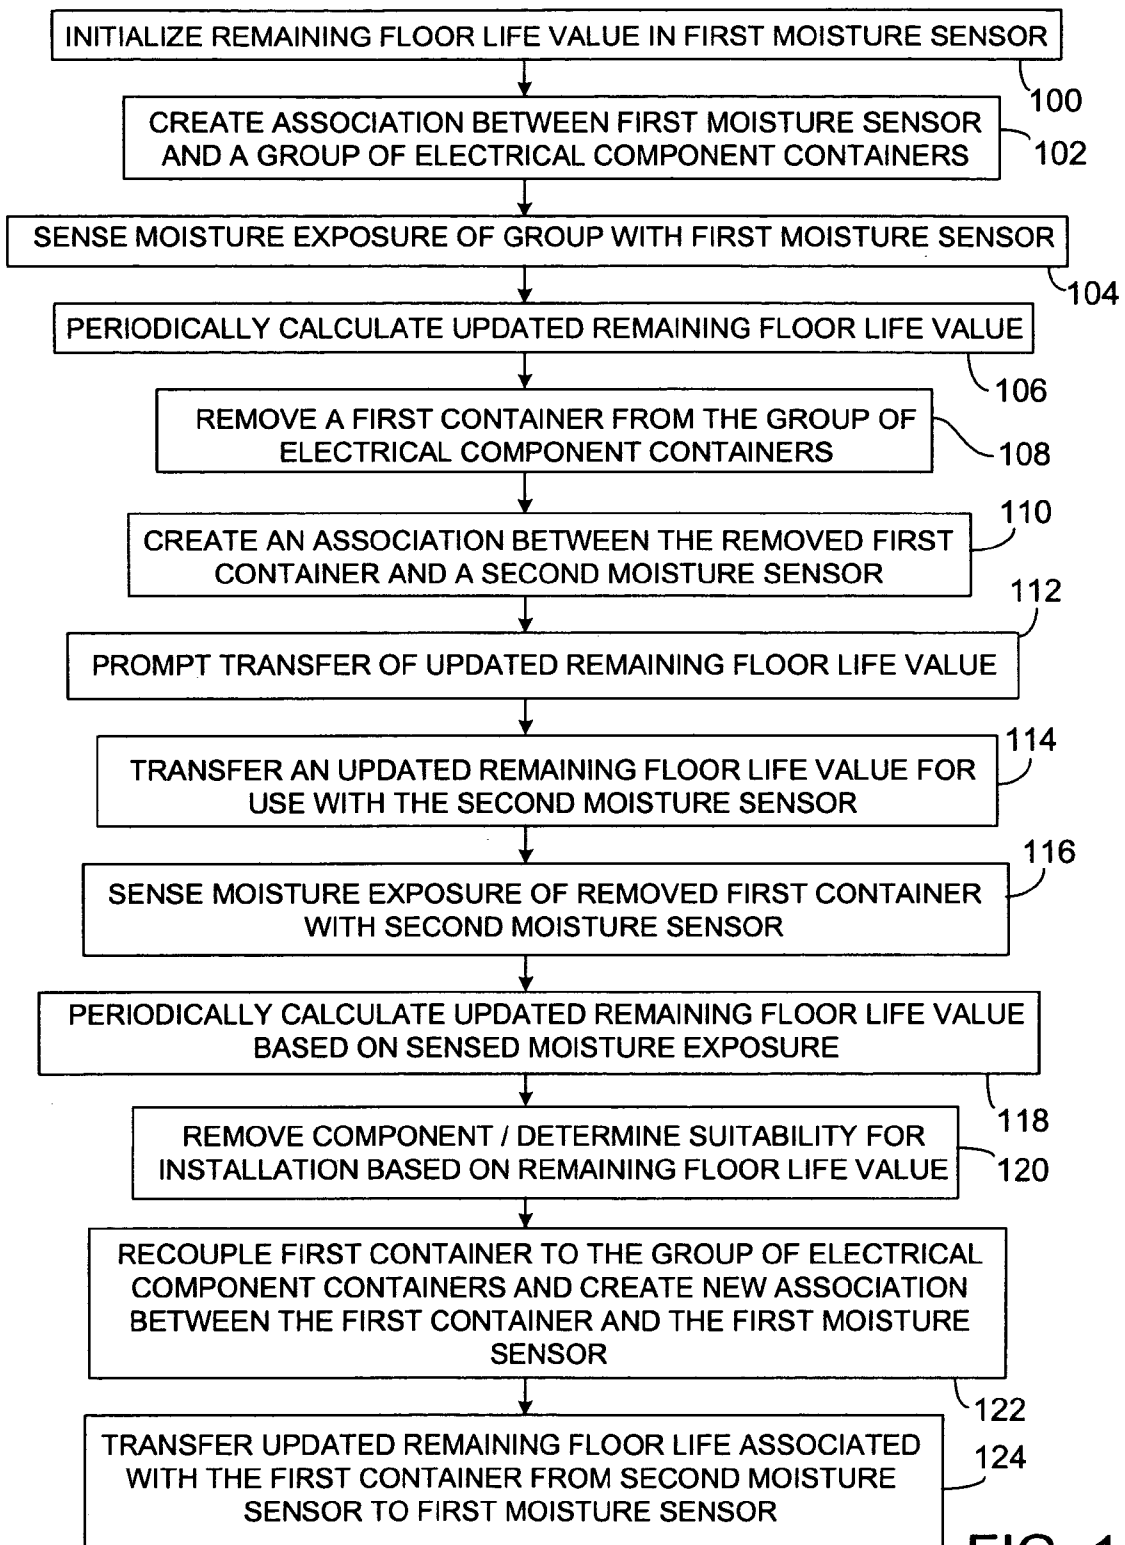 INITIALIZE REMAINING FLOOR LIFE VALUE IN FIRST MOISTURE SENSOR
100
CREATE ASSOCIATION BETWEEN FIRST MOISTURE SENSOR
AND A GROUP OF ELECTRICAL COMPONENT CONTAINERS
102
SENSE MOISTURE EXPOSURE OF GROUP WITH FIRST MOISTURE SENSOR
104
PERIODICALLY CALCULATE UPDATED REMAINING FLOOR LIFE VALUE
106
REMOVE A FIRST CONTAINER FROM THE GROUP OF
ELECTRICAL COMPONENT CONTAINERS
108
CREATE AN ASSOCIATION BETWEEN THE REMOVED FIRST
CONTAINER AND A SECOND MOISTURE SENSOR
110
PROMPT TRANSFER OF UPDATED REMAINING FLOOR LIFE VALUE
112
TRANSFER AN UPDATED REMAINING FLOOR LIFE VALUE FOR
USE WITH THE SECOND MOISTURE SENSOR
114
SENSE MOISTURE EXPOSURE OF REMOVED FIRST CONTAINER
WITH SECOND MOISTURE SENSOR
116
PERIODICALLY CALCULATE UPDATED REMAINING FLOOR LIFE VALUE
BASED ON SENSED MOISTURE EXPOSURE
118
REMOVE COMPONENT / DETERMINE SUITABILITY FOR
INSTALLATION BASED ON REMAINING FLOOR LIFE VALUE
120
RECOUPLE FIRST CONTAINER TO THE GROUP OF ELECTRICAL
COMPONENT CONTAINERS AND CREATE NEW ASSOCIATION
BETWEEN THE FIRST CONTAINER AND THE FIRST MOISTURE
SENSOR
122
TRANSFER UPDATED REMAINING FLOOR LIFE ASSOCIATED
WITH THE FIRST CONTAINER FROM SECOND MOISTURE
SENSOR TO FIRST MOISTURE SENSOR
124
FIG. 1